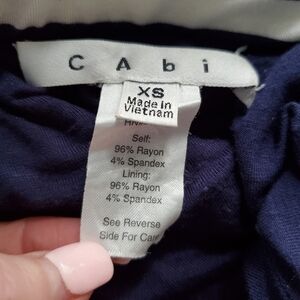 CAbi
XS
Made in
Vietnam
Self:
96% Rayon
4% Spandex
Lining:
96% Rayon
4% Spandex
See Reverse
Side For Care